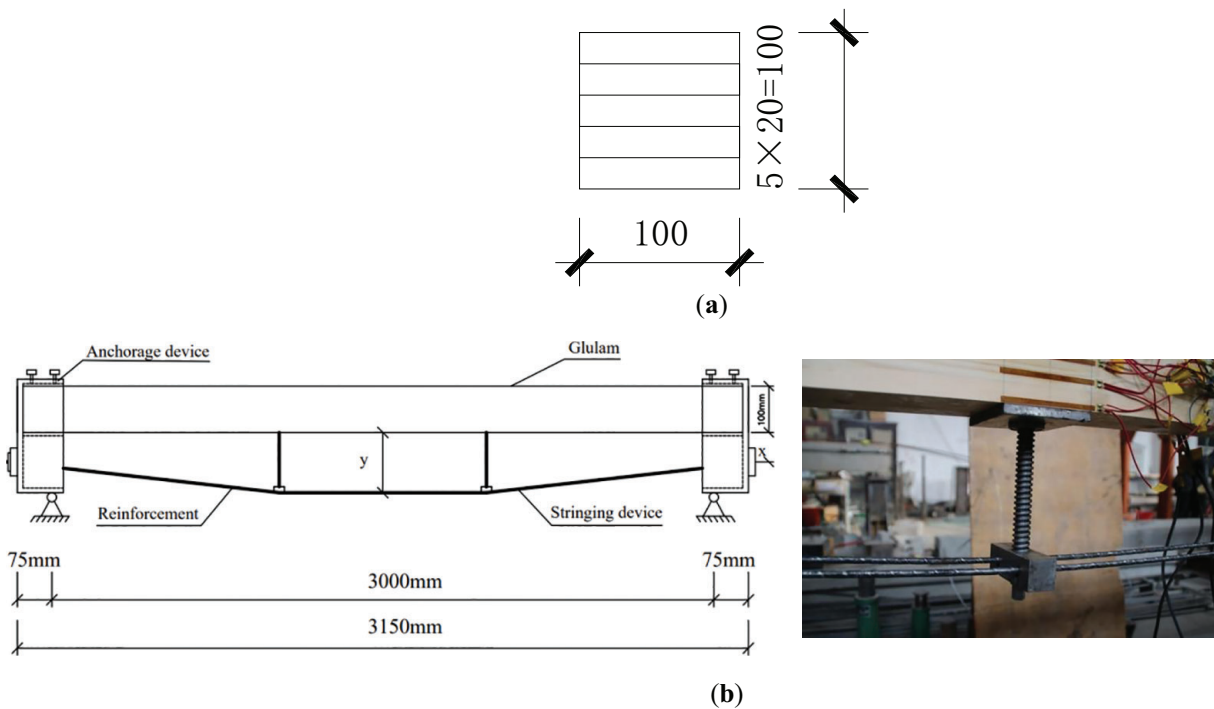 5×20=100
100
(a)
Anchorage device
Glulam
100mm
y
x
Reinforcement
Stringing device
75mm
3000mm
75mm
3150mm
(b)